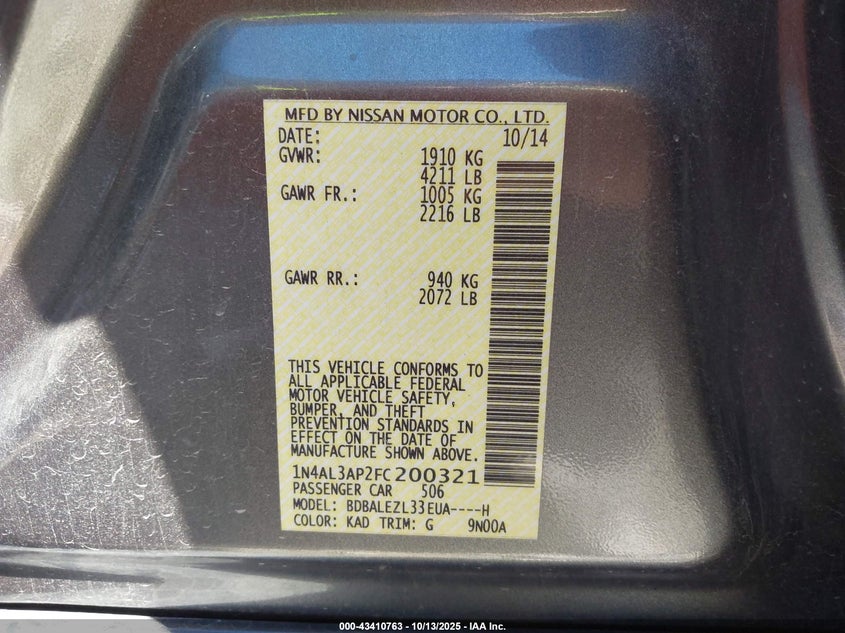 MFD BY NISSAN MOTOR CO., LTD.
DATE: 10/14
GVWR: 1910 KG
4211 LB
GAWR FR.: 1005 KG
2216 LB
GAWR RR.: 940 KG
2072 LB
THIS VEHICLE CONFORMS TO
ALL APPLICABLE FEDERAL
MOTOR VEHICLE SAFETY,
BUMPER, AND THEFT
PREVENTION STANDARDS IN
EFFECT ON THE DATE OF
MANUFACTURE SHOWN ABOVE.
1N4AL3AP2FC200321
PASSENGER CAR 506
MODEL: BDBALEZL33EUA----H
COLOR: KAD TRIM: G 9N00A
000-43410763 - 10/13/2025 - IAA Inc.